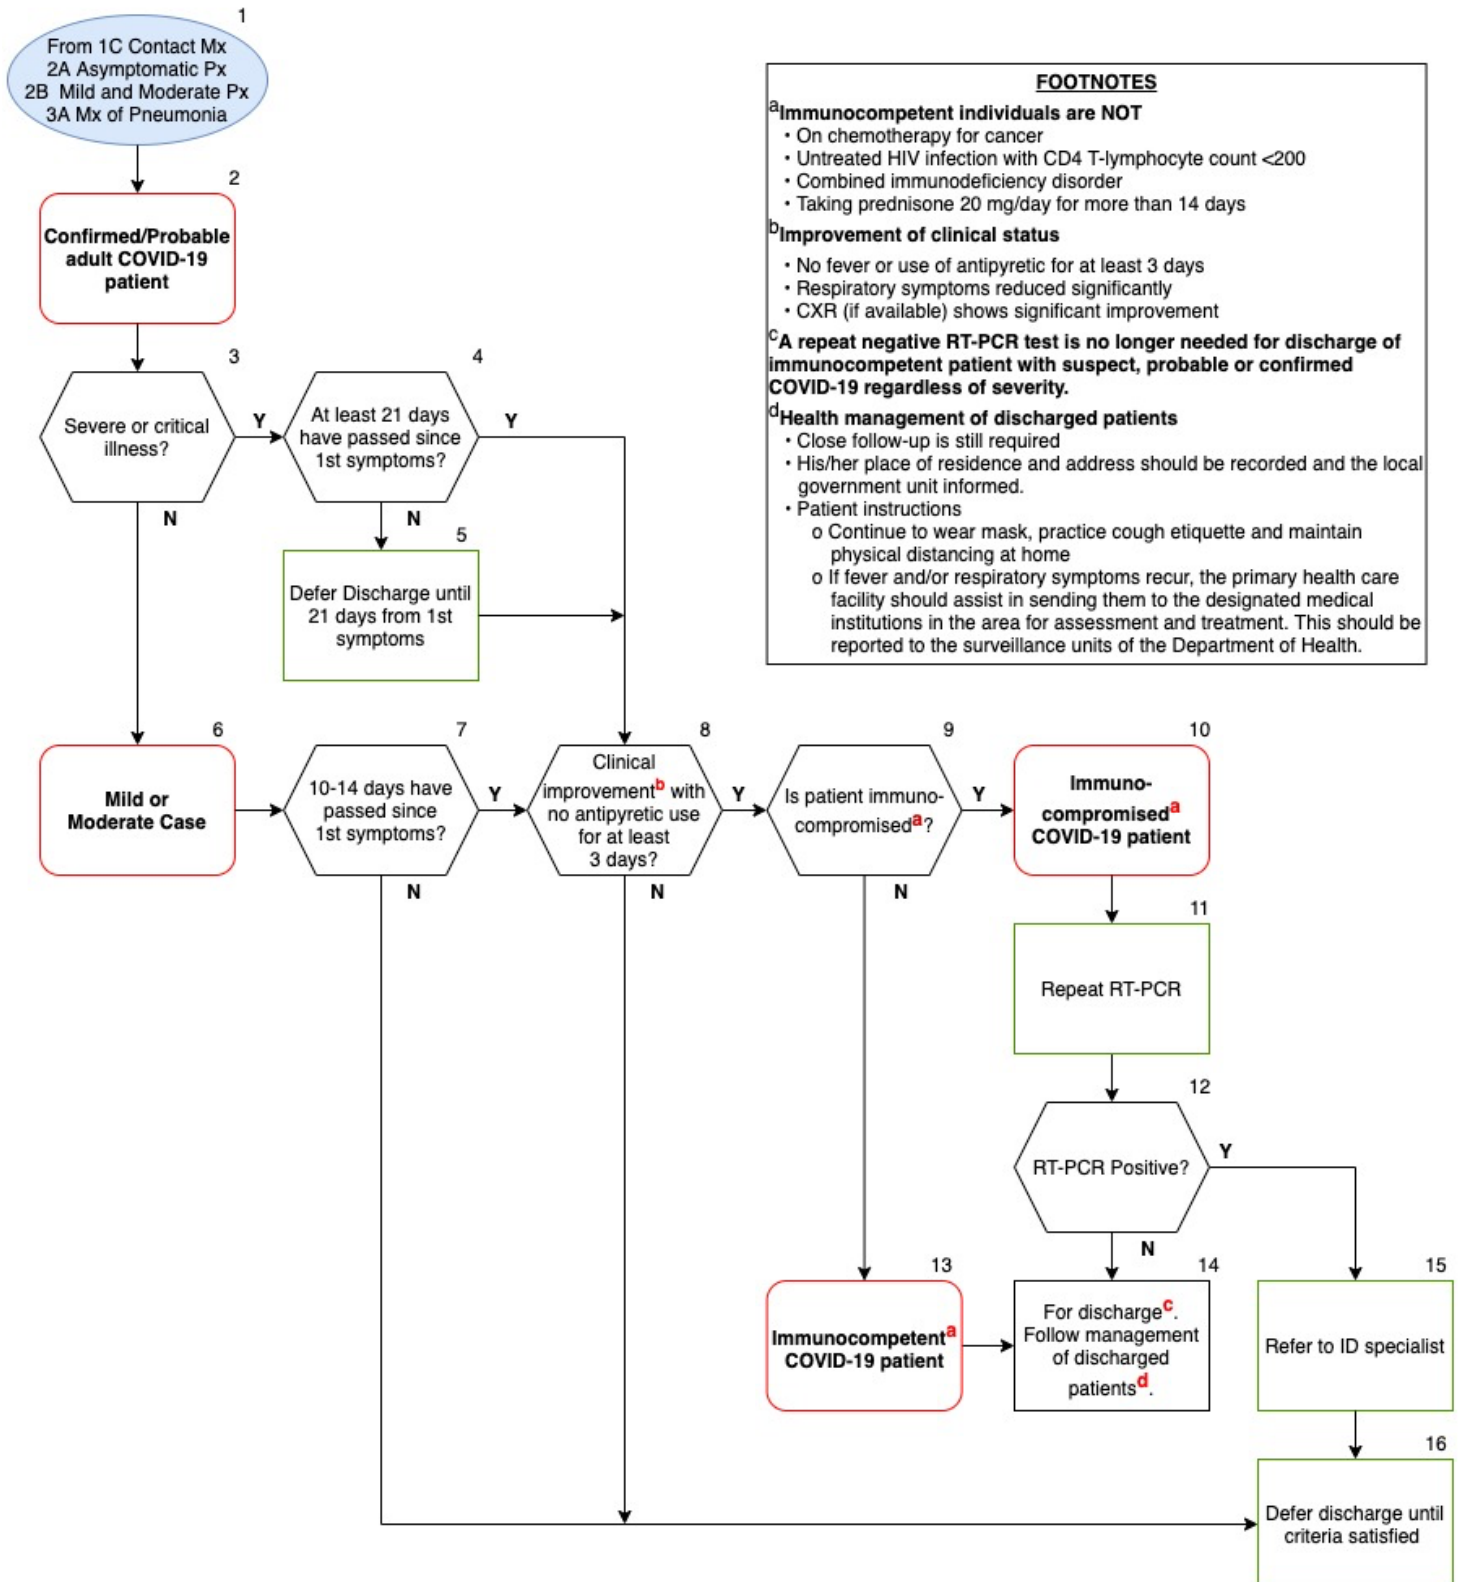 1
From 1C Contact Mx
2A Asymptomatic Px
2B Mild and Moderate Px
3A Mx of Pneumonia
2
Confirmed/Probable
adult COVID-19
patient
3
Severe or critical
illness?
Y
N
4
At least 21 days
have passed since
1st symptoms?
Y
N
5
Defer Discharge until
21 days from 1st
symptoms
FOOTNOTES
aImmunocompetent individuals are NOT
• On chemotherapy for cancer
• Untreated HIV infection with CD4 T-lymphocyte count <200
• Combined immunodeficiency disorder
• Taking prednisone 20 mg/day for more than 14 days
bImprovement of clinical status
• No fever or use of antipyretic for at least 3 days
• Respiratory symptoms reduced significantly
• CXR (if available) shows significant improvement
cA repeat negative RT-PCR test is no longer needed for discharge of
immunocompetent patient with suspect, probable or confirmed
COVID-19 regardless of severity.
dHealth management of discharged patients
• Close follow-up is still required
• His/her place of residence and address should be recorded and the local
government unit informed.
• Patient instructions
o Continue to wear mask, practice cough etiquette and maintain
physical distancing at home
o If fever and/or respiratory symptoms recur, the primary health care
facility should assist in sending them to the designated medical
institutions in the area for assessment and treatment. This should be
reported to the surveillance units of the Department of Health.
6
Mild or
Moderate Case
7
10-14 days have
passed since
1st symptoms?
Y
N
8
Clinical
improvementb with
no antipyretic use
for at least
3 days?
Y
N
9
Is patient immuno-
compromiseda?
Y
N
10
Immuno-
compromiseda
COVID-19 patient
11
Repeat RT-PCR
12
RT-PCR Positive?
Y
N
13
Immunocompetenta
COVID-19 patient
14
For dischargec.
Follow management
of discharged
patientsd.
15
Refer to ID specialist
16
Defer discharge until
criteria satisfied